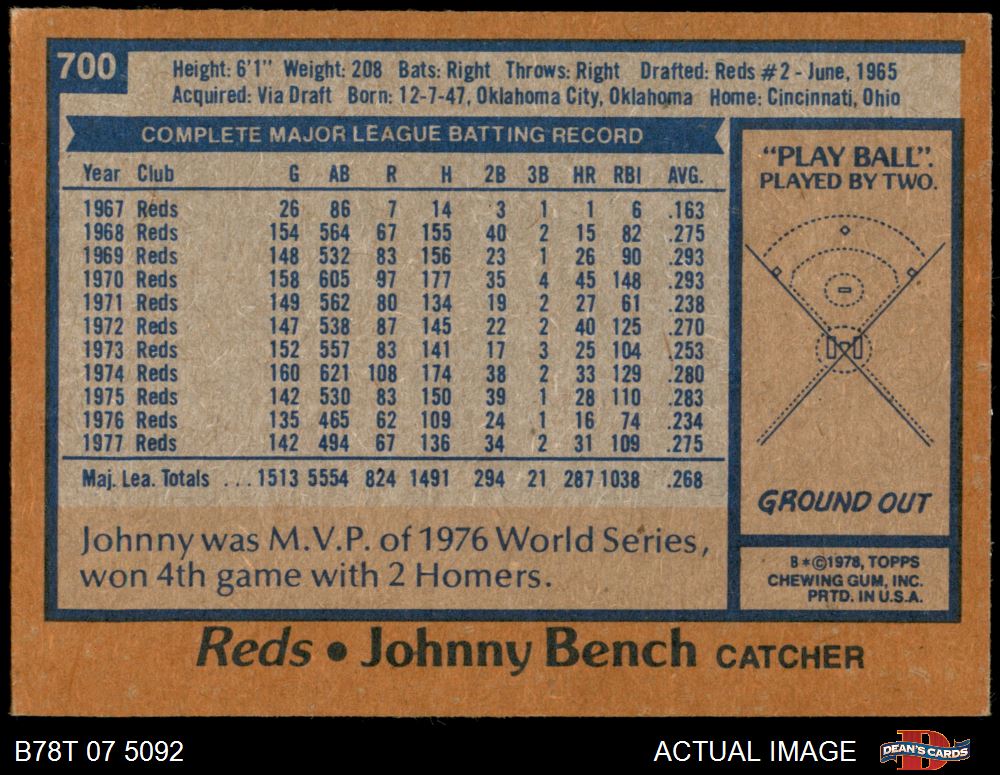 700
Height: 6'1" Weight: 208 Bats: Right Throws: Right Drafted: Reds #2 - June, 1965
Acquired: Via Draft Born: 12-7-47, Oklahoma City, Oklahoma Home: Cincinnati, Ohio
COMPLETE MAJOR LEAGUE BATTING RECORD
Year Club G AB R H 2B 3B HR RBI AVG.
1967 Reds 26 86 7 14 3 1 1 6 .163
1968 Reds 154 564 67 155 40 2 15 82 .275
1969 Reds 148 532 83 156 23 1 26 90 .293
1970 Reds 158 605 97 177 35 4 45 148 .293
1971 Reds 149 562 80 134 19 2 27 61 .238
1972 Reds 147 538 87 145 22 2 40 125 .270
1973 Reds 152 557 83 141 17 3 25 104 .253
1974 Reds 160 621 108 174 38 2 33 129 .280
1975 Reds 142 530 83 150 39 1 28 110 .283
1976 Reds 135 465 62 109 24 1 16 74 .234
1977 Reds 142 494 67 136 34 2 31 109 .275
Maj. Lea. Totals ... 1513 5554 824 1491 294 21 287 1038 .268
Johnny was M.V.P. of 1976 World Series,
won 4th game with 2 Homers.
"PLAY BALL".
PLAYED BY TWO.
GROUND OUT
B*©1978, TOPPS
CHEWING GUM, INC.
PRTD. IN U.S.A.
Reds • Johnny Bench CATCHER
B78T 07 5092
ACTUAL IMAGE
D
DEAN'S CARDS